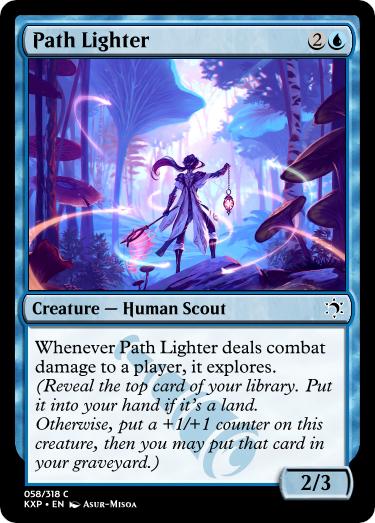 Path Lighter 2
Creature — Human Scout
Whenever Path Lighter deals combat
damage to a player, it explores.
(Reveal the top card of your library. Put
it into your hand if it's a land.
Otherwise, put a +1/+1 counter on this
creature, then you may put that card in
your graveyard.)
2/3
058/318 C
KXP • EN Asur-Misoa